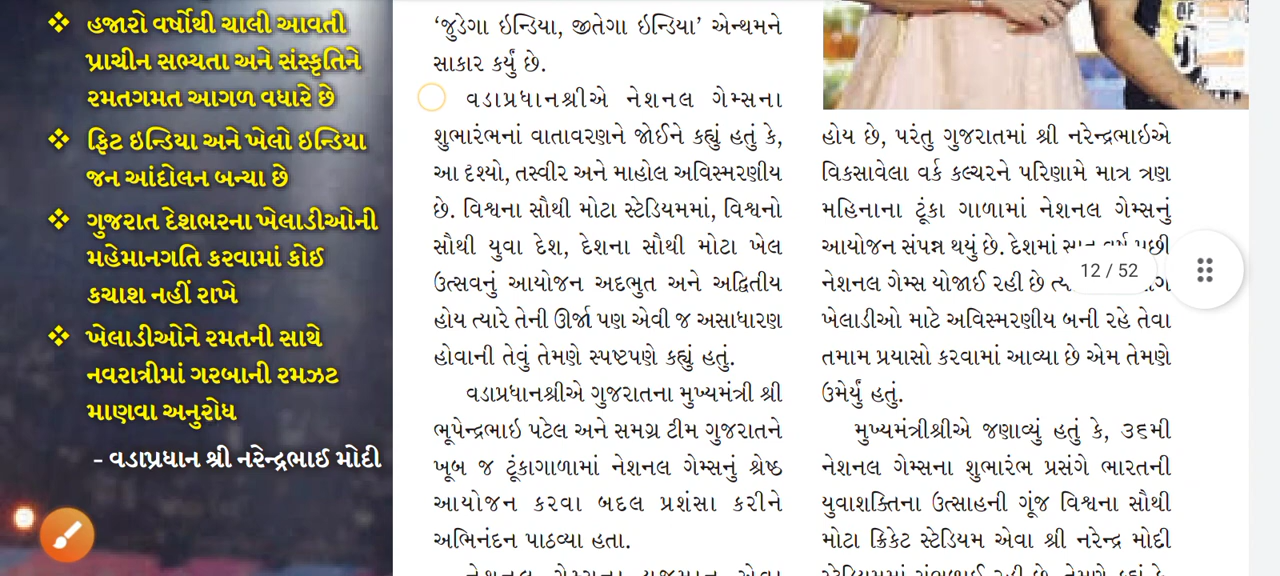 ❖ હજારો વર્ષોથી ચાલી આવતી
પ્રાચીન સભ્યતા અને સંસ્કૃતિને
રમતગમત આગળ વધારે છે
❖ ફિટ ઇન્ડિયા અને ખેલો ઇન્ડિયા
જન આંદોલન બન્યા છે
❖ ગુજરાત દેશભરના ખેલાડીઓની
મહેમાનગતિ કરવામાં કોઈ
કચાશ નહીં રાખે
❖ ખેલાડીઓને રમતની સાથે
નવરાત્રીમાં ગરબાની રમઝટ
માણવા અનુરોધ
- વડાપ્રધાન શ્રી નરેન્દ્રભાઈ મોદી
‘જુડેગા ઇન્ડિયા, જીતેગા ઇન્ડિયા’ એન્થમને
સાકાર કર્યું છે.
વડાપ્રધાનશ્રીએ નેશનલ ગેમ્સના
શુભારંભનાં વાતાવરણને જોઈને કહ્યું હતું કે,
આ દૃશ્યો, તસ્વીર અને માહોલ અવિસ્મરણીય
છે. વિશ્વના સૌથી મોટા સ્ટેડિયમમાં, વિશ્વનો
સૌથી યુવા દેશ, દેશના સૌથી મોટા ખેલ
ઉત્સવનું આયોજન અદભુત અને અદ્વિતીય
હોય ત્યારે તેની ઊર્જા પણ એવી જ અસાધારણ
હોવાની તેવું તેમણે સ્પષ્ટપણે કહ્યું હતું.
વડાપ્રધાનશ્રીએ ગુજરાતના મુખ્યમંત્રી શ્રી
ભૂપેન્દ્રભાઇ પટેલ અને સમગ્ર ટીમ ગુજરાતને
ખૂબ જ ટૂંકાગાળામાં નેશનલ ગેમ્સનું શ્રેષ્ઠ
આયોજન કરવા બદલ પ્રશંસા કરીને
અભિનંદન પાઠવ્યા હતા.
OF
હોય છે, પરંતુ ગુજરાતમાં શ્રી નરેન્દ્રભાઇએ
વિકસાવેલા વર્ક કલ્ચરને પરિણામે માત્ર ત્રણ
મહિનાના ટૂંકા ગાળામાં નેશનલ ગેમ્સનું
આયોજન સંપન્ન થયું છે. દેશમાં સાત વર્ષ પછી
નેશનલ ગેમ્સ યોજાઈ રહી છે
12 / 52
ખેલાડીઓ માટે અવિસ્મરણીય બની રહે તેવા
તમામ પ્રયાસો કરવામાં આવ્યા છે એમ તેમણે
ઉમેર્યું હતું.
મુખ્યમંત્રીશ્રીએ જણાવ્યું હતું કે, ૩૬મી
નેશનલ ગેમ્સના શુભારંભ પ્રસંગે ભારતની
યુવાશક્તિના ઉત્સાહની ગૂંજ વિશ્વના સૌથી
મોટા ક્રિકેટ સ્ટેડિયમ એવા શ્રી નરેન્દ્ર મોદી